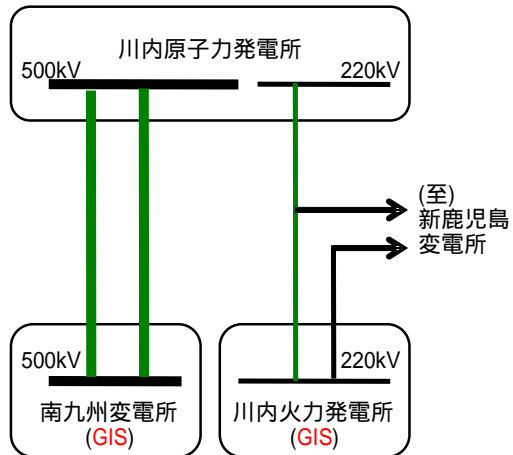 川内原子力発電所
500kV
220kV
(至)
新鹿児島
変電所
500kV
南九州変電所
(GIS)
220kV
川内火力発電所
(GIS)